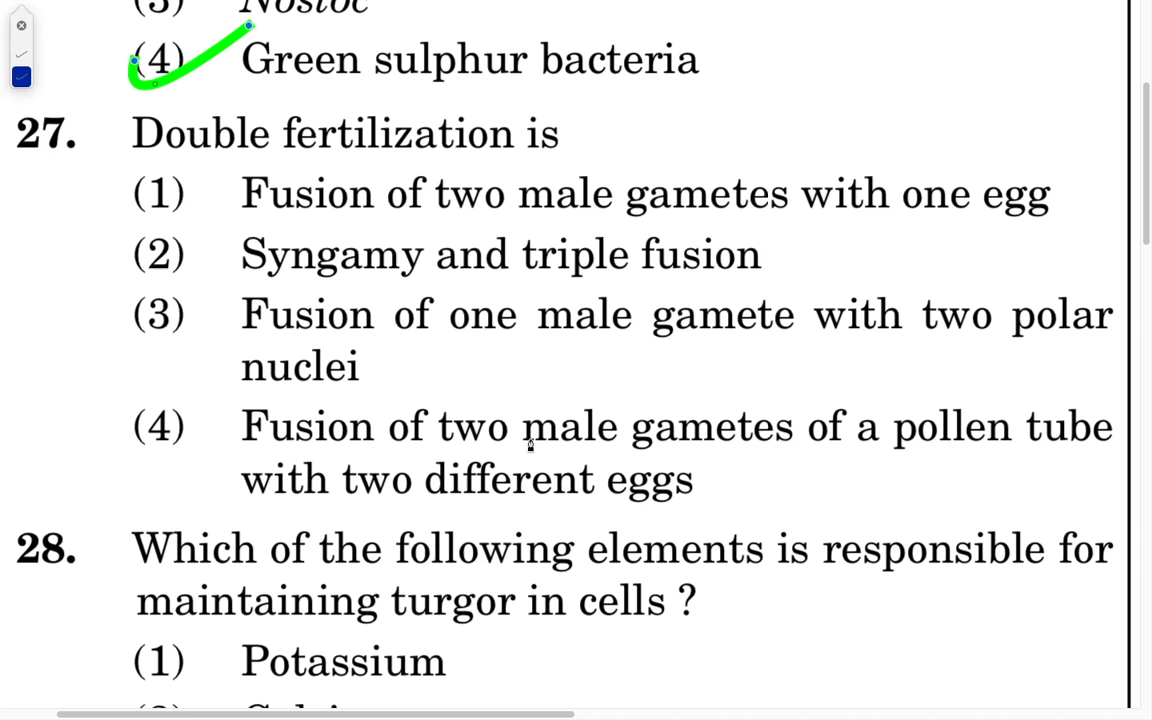 (3) Nostoc
(4) Green sulphur bacteria
27. Double fertilization is
(1) Fusion of two male gametes with one egg
(2) Syngamy and triple fusion
(3) Fusion of one male gamete with two polar
nuclei
(4) Fusion of two male gametes of a pollen tube
with two different eggs
28. Which of the following elements is responsible for
maintaining turgor in cells ?
(1) Potassium